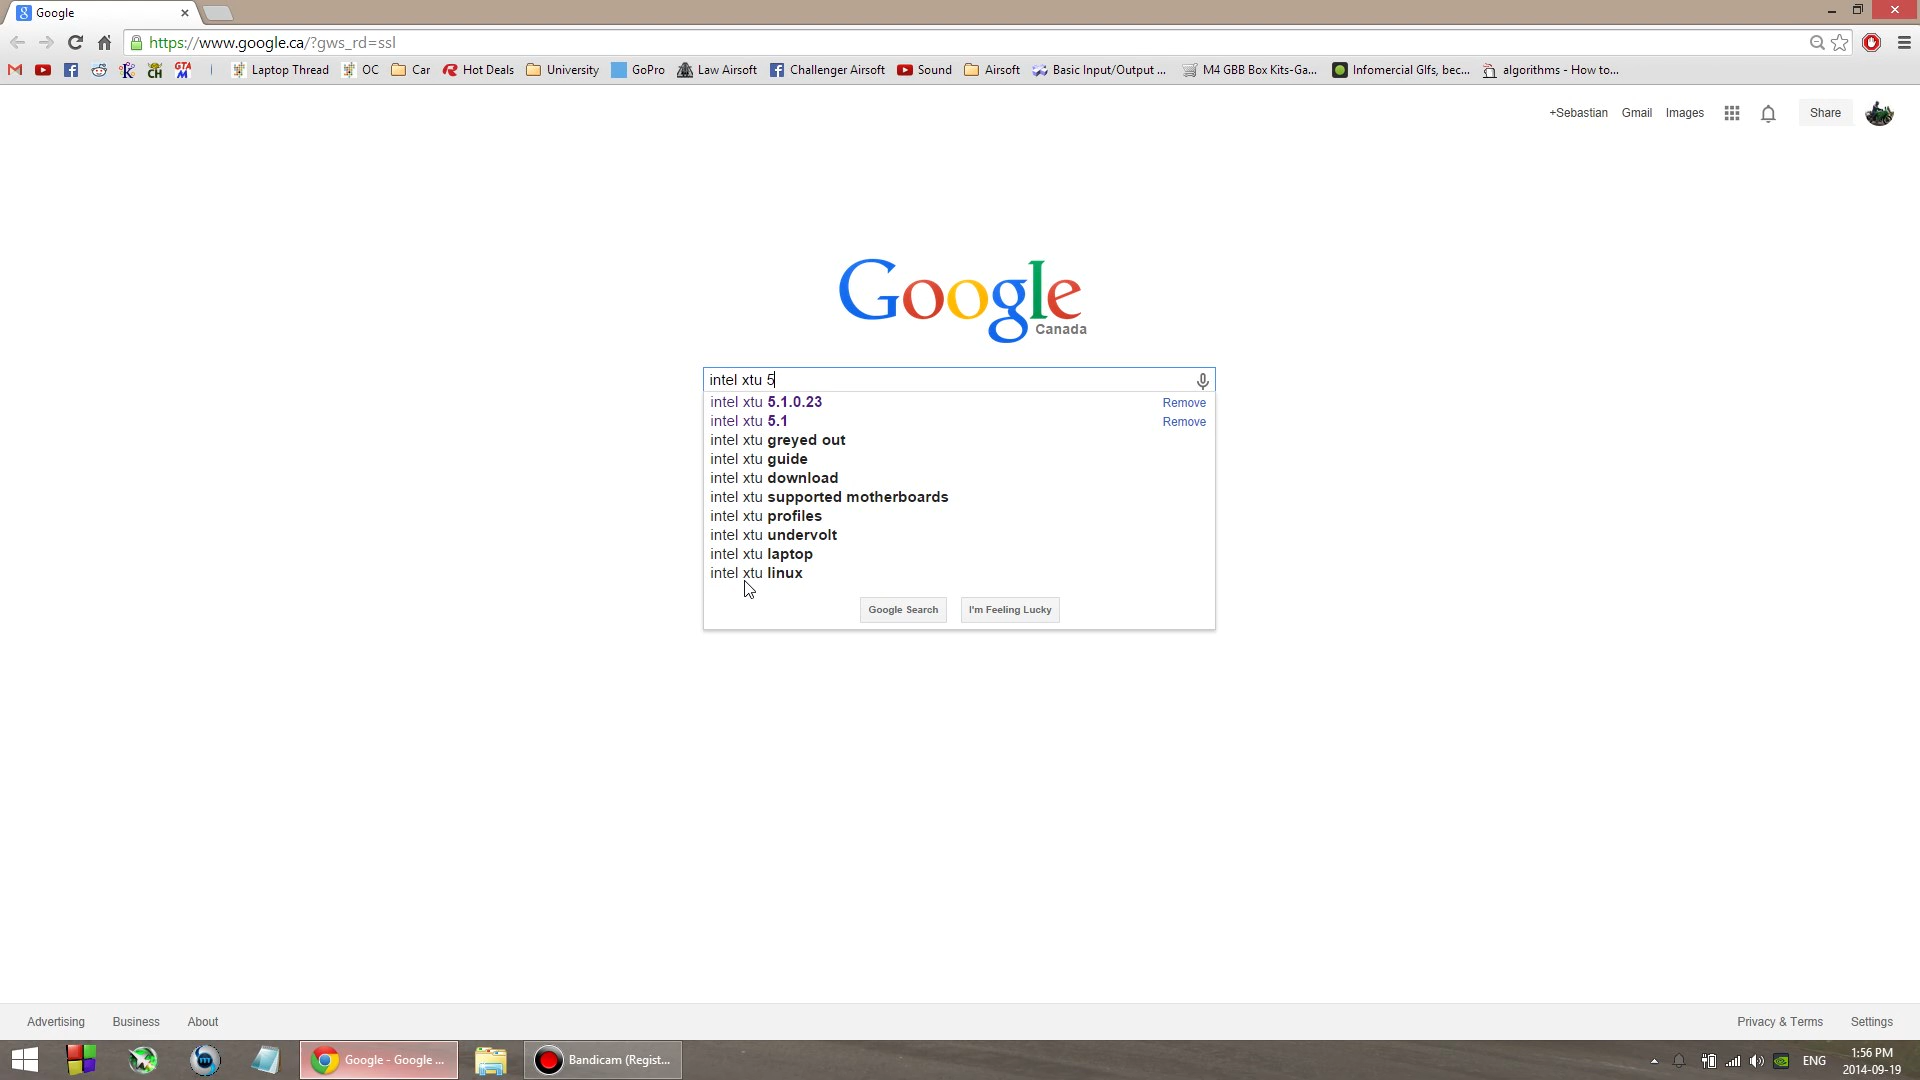 Google
https://www.google.ca/?gws_rd=ssl
Laptop Thread OC Car Hot Deals University GoPro Law Airsoft Challenger Airsoft Sound Airsoft Basic Input/Output ... M4 GBB Box Kits-Ga... Infomercial GIfs, bec... algorithms - How to...
+Sebastian Gmail Images Share
Google
Canada
intel xtu 5
intel xtu 5.1.0.23 Remove
intel xtu 5.1 Remove
intel xtu greyed out
intel xtu guide
intel xtu download
intel xtu supported motherboards
intel xtu profiles
intel xtu undervolt
intel xtu laptop
intel xtu linux
Google Search I'm Feeling Lucky
Advertising Business About Privacy & Terms Settings
Google - Google ... Bandicam (Regist... ENG 1:56 PM
2014-09-19